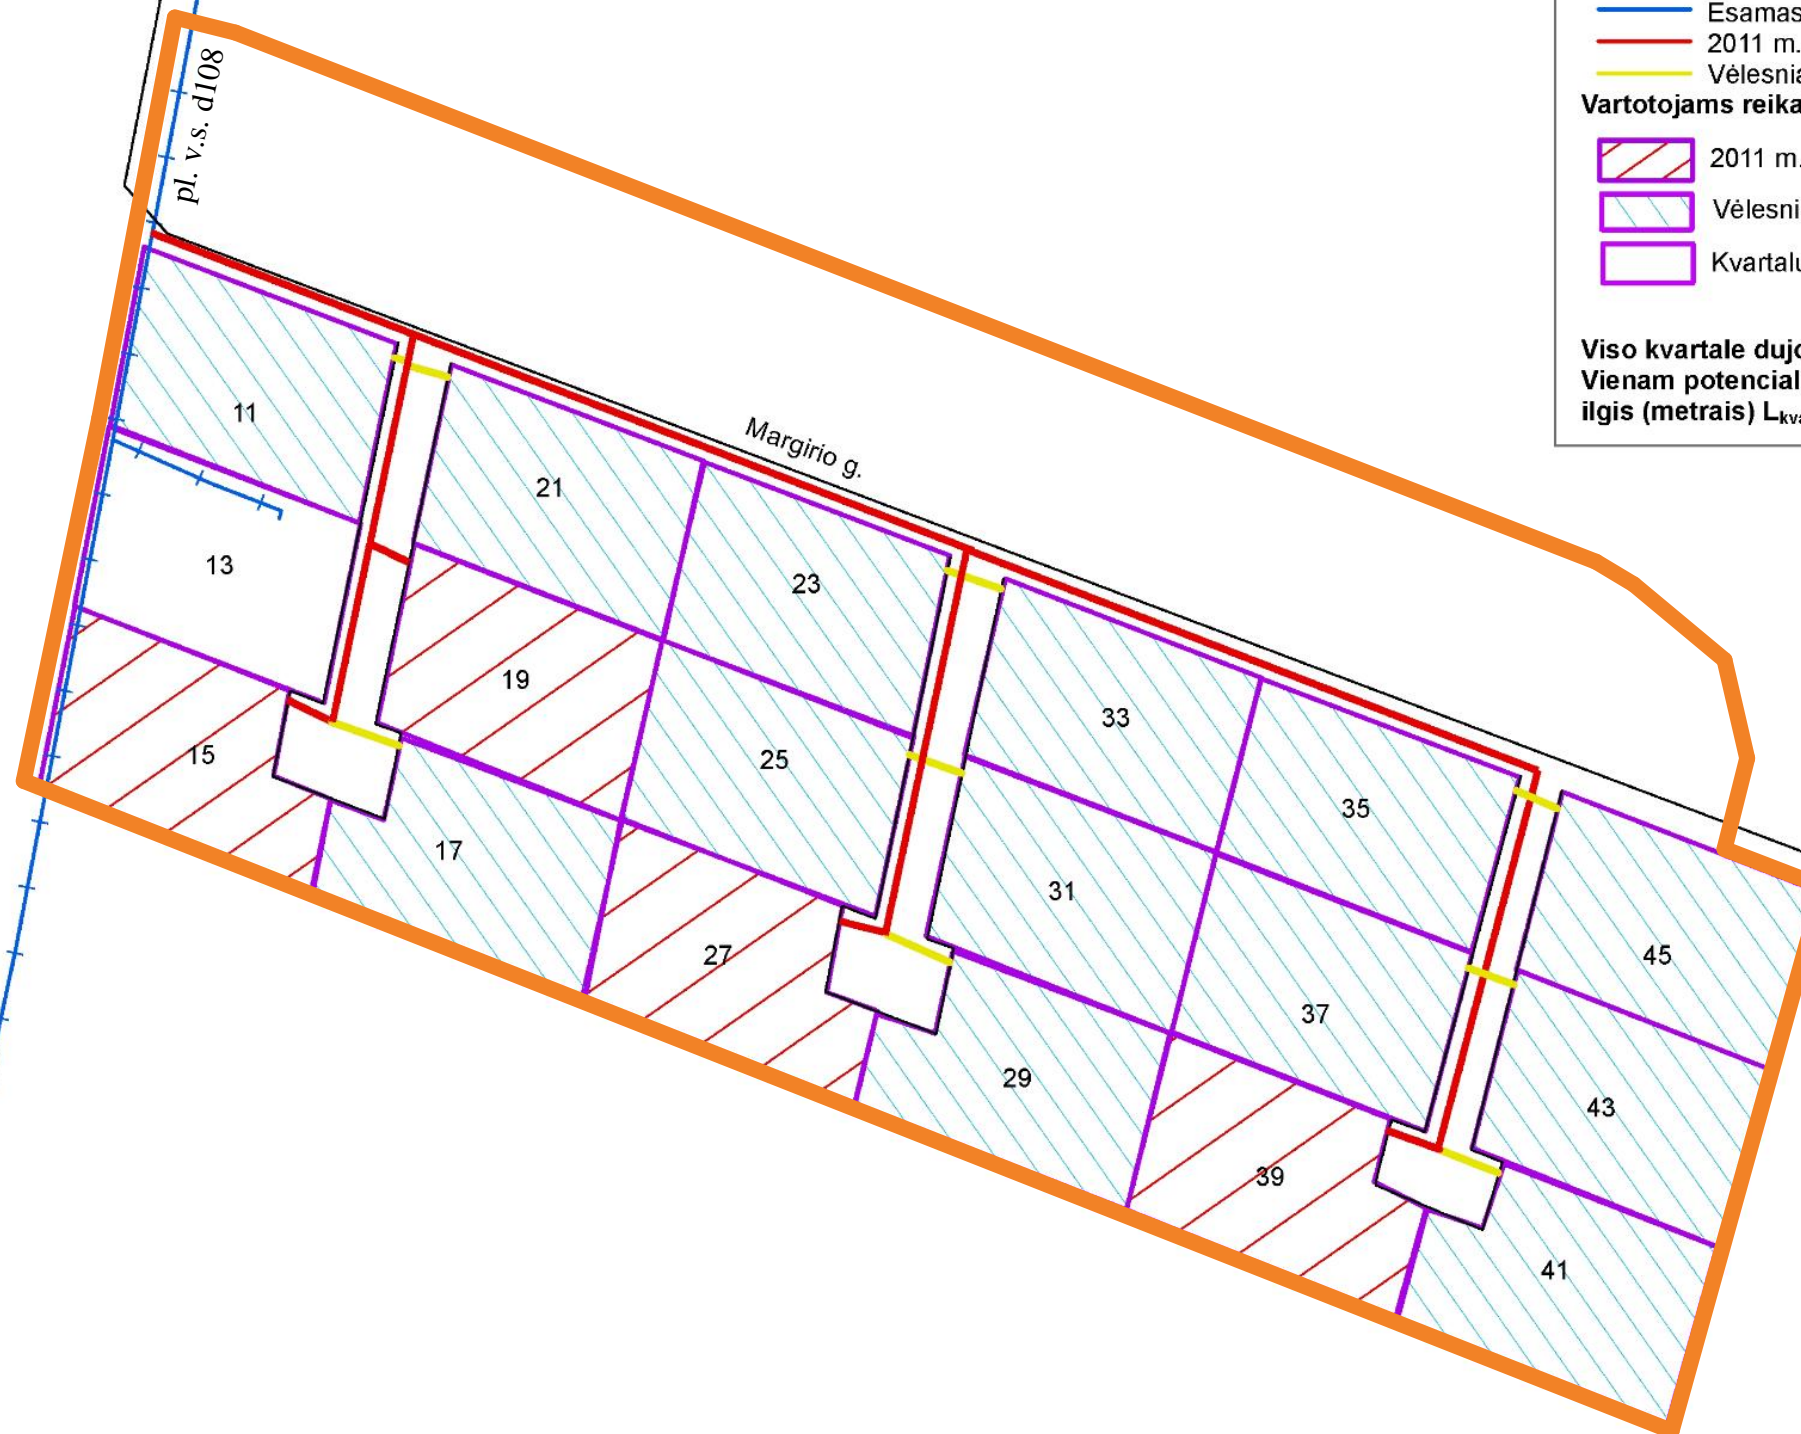 Esamas
2011 m.
Vėlesnia
Vartotojams reika
2011 m.
Vėlesni
Kvartalu
Viso kvartale dujo
Vienam potencial
ilgis (metrais) Lkva
pl. v.s. d108
Margirio g.
11
21
13
23
19
33
15
25
35
17
31
27
45
37
29
43
39
41